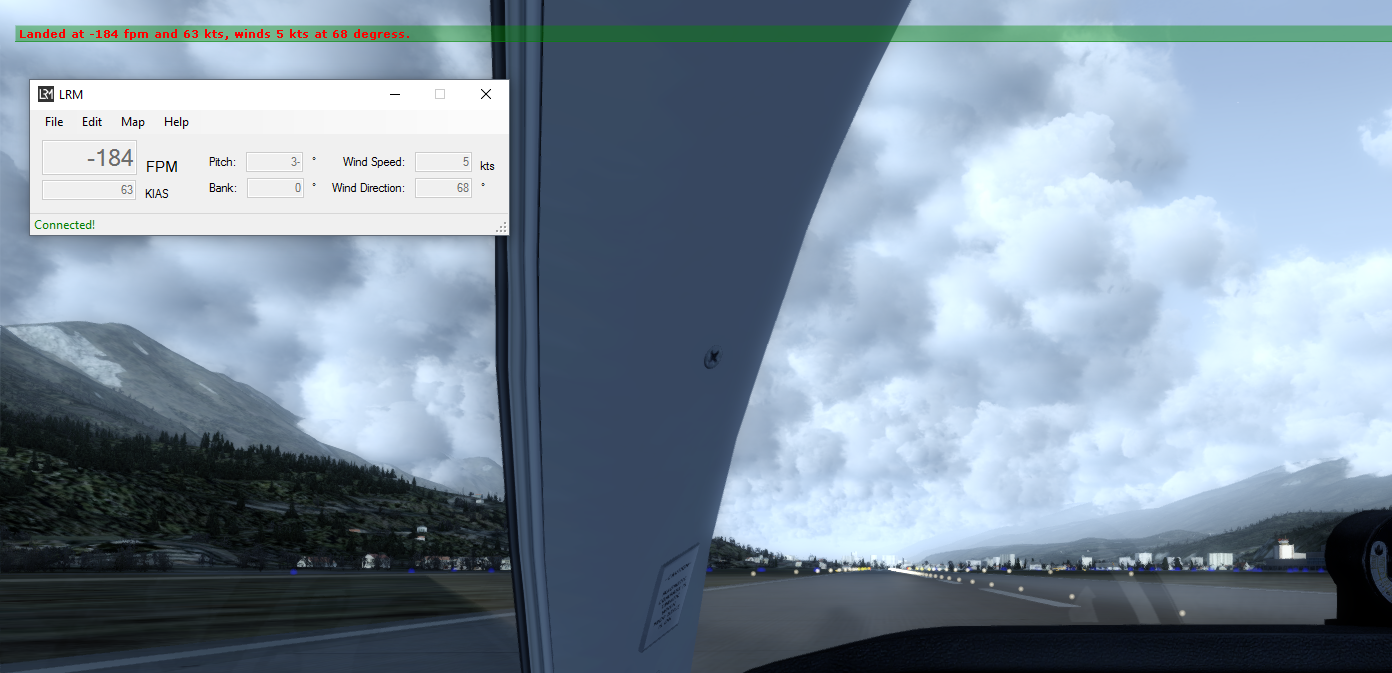 Landed at -184 fpm and 63 kts, winds 5 kts at 68 degress.
LRM LRM
File Edit Map Help
-184 FPM Pitch: 3- ° Wind Speed: 5 kts
63 KIAS Bank: 0 ° Wind Direction: 68 °
Connected!